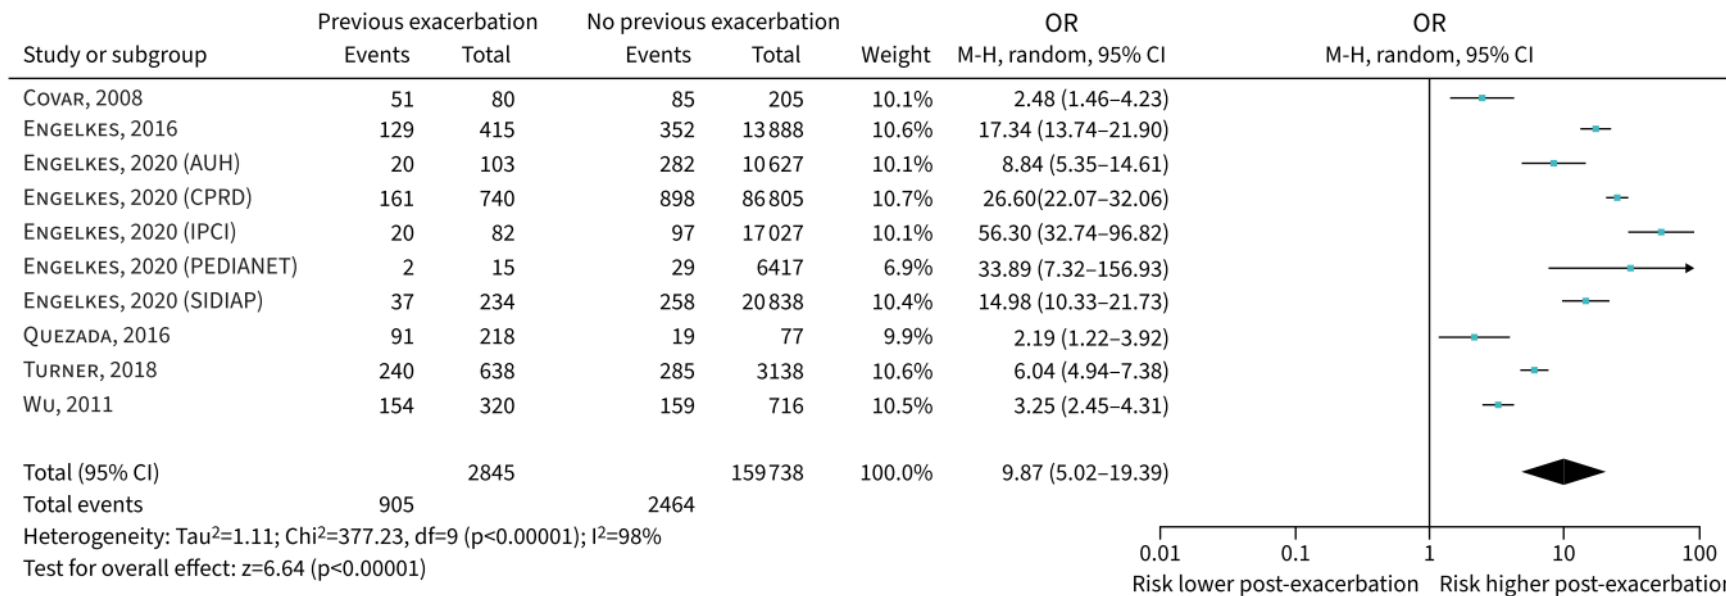 Previous exacerbation No previous exacerbation OR OR
Study or subgroup Events Total Events Total Weight M-H, random, 95% CI M-H, random, 95% CI
Covar, 2008 51 80 85 205 10.1% 2.48 (1.46–4.23)
Engelkes, 2016 129 415 352 13888 10.6% 17.34 (13.74–21.90)
Engelkes, 2020 (AUH) 20 103 282 10627 10.1% 8.84 (5.35–14.61)
Engelkes, 2020 (CPRD) 161 740 898 86805 10.7% 26.60(22.07–32.06)
Engelkes, 2020 (IPCI) 20 82 97 17027 10.1% 56.30 (32.74–96.82)
Engelkes, 2020 (PEDIANET) 2 15 29 6417 6.9% 33.89 (7.32–156.93)
Engelkes, 2020 (SIDIAP) 37 234 258 20838 10.4% 14.98 (10.33–21.73)
Quezada, 2016 91 218 19 77 9.9% 2.19 (1.22–3.92)
Turner, 2018 240 638 285 3138 10.6% 6.04 (4.94–7.38)
Wu, 2011 154 320 159 716 10.5% 3.25 (2.45–4.31)
Total (95% CI) 2845 159738 100.0% 9.87 (5.02–19.39)
Total events 905 2464
Heterogeneity: Tau²=1.11; Chi²=377.23, df=9 (p<0.00001); I²=98%
Test for overall effect: z=6.64 (p<0.00001)
0.01 0.1 1 10 100
Risk lower post-exacerbation Risk higher post-exacerbation